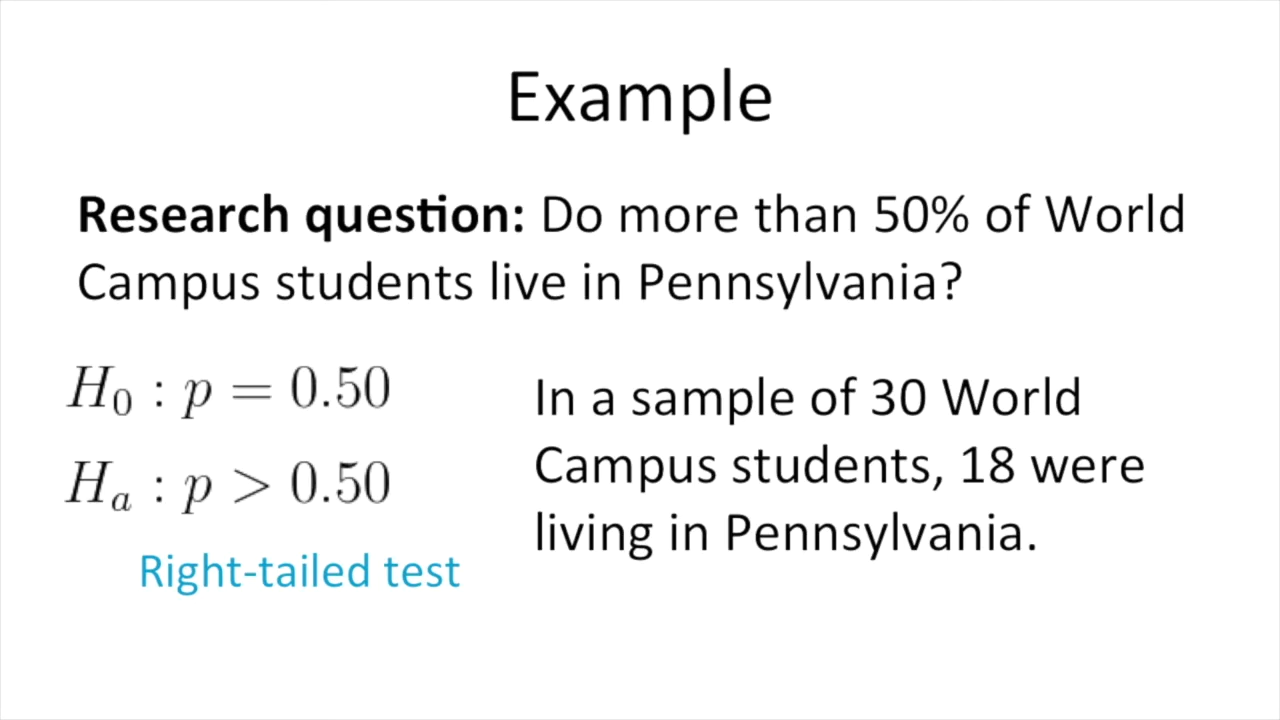 Example
Research question: Do more than 50% of World
Campus students live in Pennsylvania?
H₀ : p = 0.50
Hₐ : p > 0.50
Right-tailed test
In a sample of 30 World
Campus students, 18 were
living in Pennsylvania.